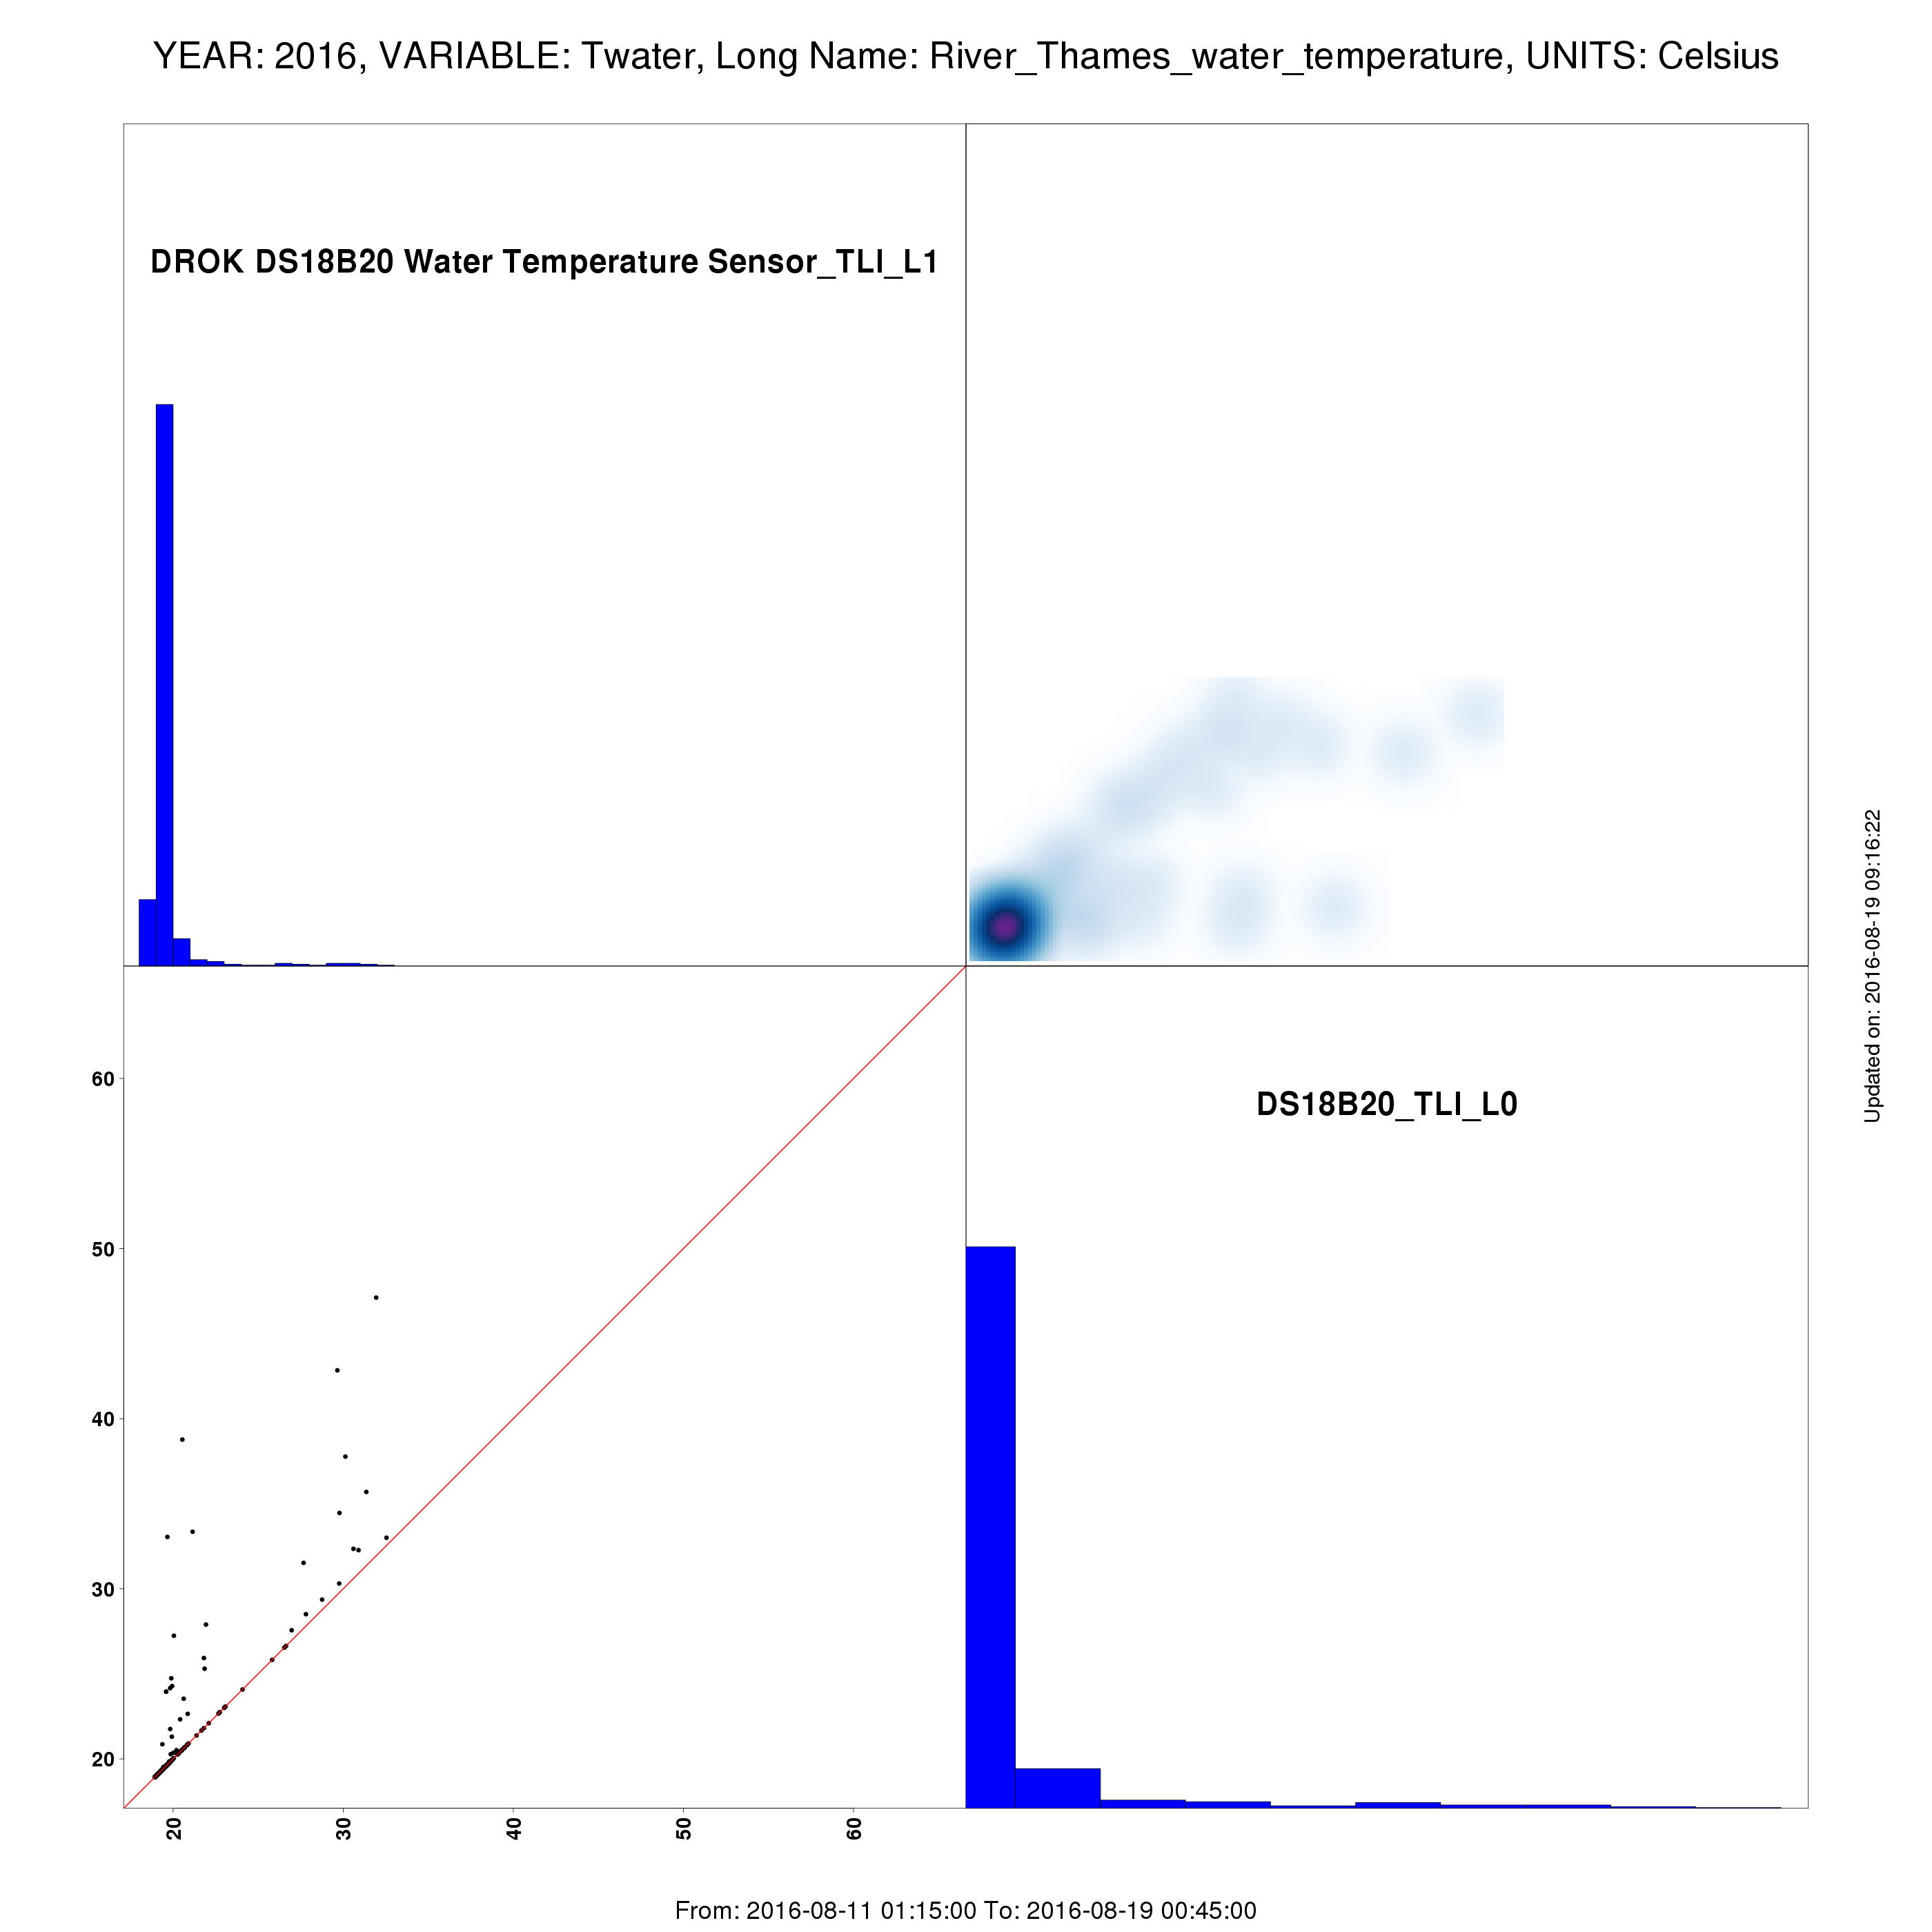 YEAR: 2016, VARIABLE: Twater, Long Name: River_Thames_water_temperature, UNITS: Celsius
DROK DS18B20 Water Temperature Sensor_TLI_L1
Updated on: 2016-08-19 09:16:22
DS18B20_TLI_L0
60
50
40
30
20
20 30 40 50 60
From: 2016-08-11 01:15:00 To: 2016-08-19 00:45:00